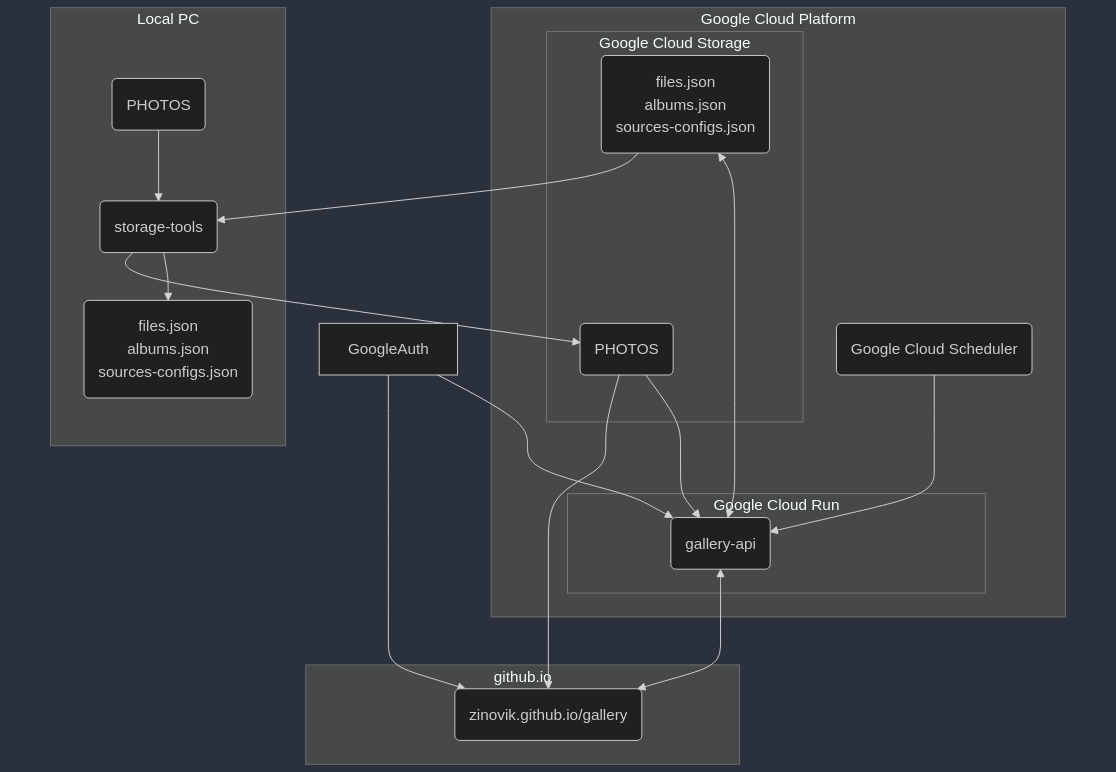 Local PC
PHOTOS
storage-tools
files.json
albums.json
sources-configs.json
Google Cloud Platform
Google Cloud Storage
files.json
albums.json
sources-configs.json
GoogleAuth
PHOTOS
Google Cloud Scheduler
Google Cloud Run
gallery-api
github.io
zinovik.github.io/gallery